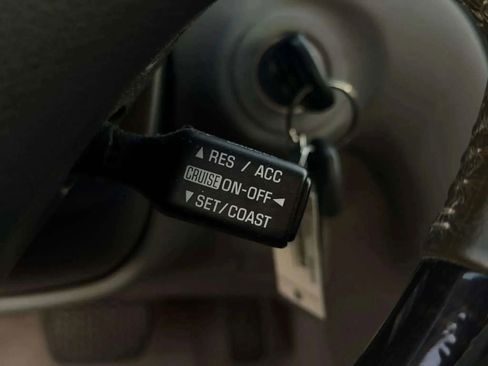 ▲ RES / ACC
CRUISE ON-OFF ◄
▼ SET/COAST